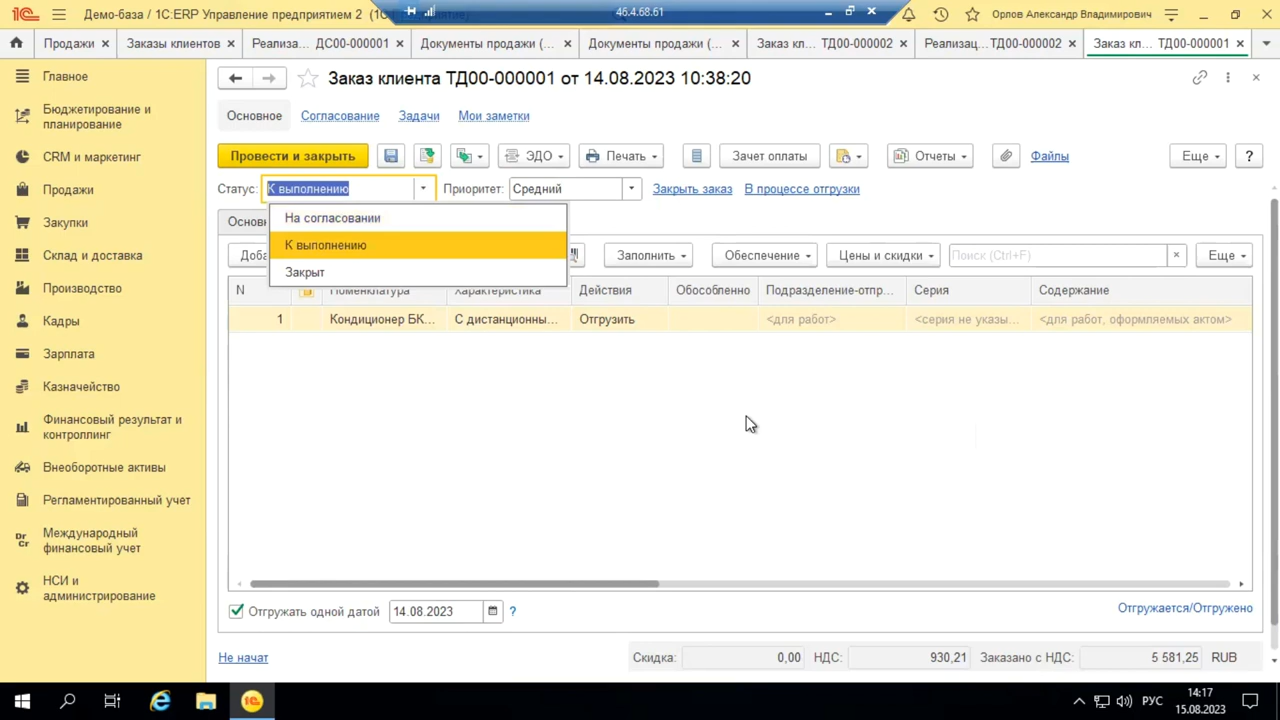 Демо-база / 1С:ERP Управление предприятием 2 (1С:Предприятие)
46.4.68.61
Орлов Александр Владимирович
Продажи
Заказы клиентов
Реализа... ДС00-000001
Документы продажи (...
Документы продажи (...
Заказ кл... ТД00-000002
Реализац... ТД00-000002
Заказ кл... ТД00-000001
Главное
Бюджетирование и
планирование
CRM и маркетинг
Продажи
Закупки
Склад и доставка
Производство
Кадры
Зарплата
Казначейство
Финансовый результат и
контроллинг
Внеоборотные активы
Регламентированный учет
Международный
финансовый учет
НСИ и
администрирование
Заказ клиента ТД00-000001 от 14.08.2023 10:38:20
Основное
Согласование
Задачи
Мои заметки
Провести и закрыть
ЭДО
Печать
Зачет оплаты
Отчеты
Файлы
Еще
?
Статус:
К выполнению
Приоритет:
Средний
Закрыть заказ
В процессе отгрузки
На согласовании
К выполнению
Закрыт
Заполнить
Обеспечение
Цены и скидки
Поиск (Ctrl+F)
Еще
N
Номенклатура
Характеристика
Действия
Обособленно
Подразделение-отпр...
Серия
Содержание
1
Кондиционер БК...
С дистанционны...
Отгрузить
<для работ>
<серия не указы...
<для работ, оформляемых актом>
Отгружать одной датой
14.08.2023
?
Отгружается/Отгружено
Не начат
Скидка:
0,00
НДС:
930,21
Заказано с НДС:
5 581,25
RUB
РУС
14:17
15.08.2023